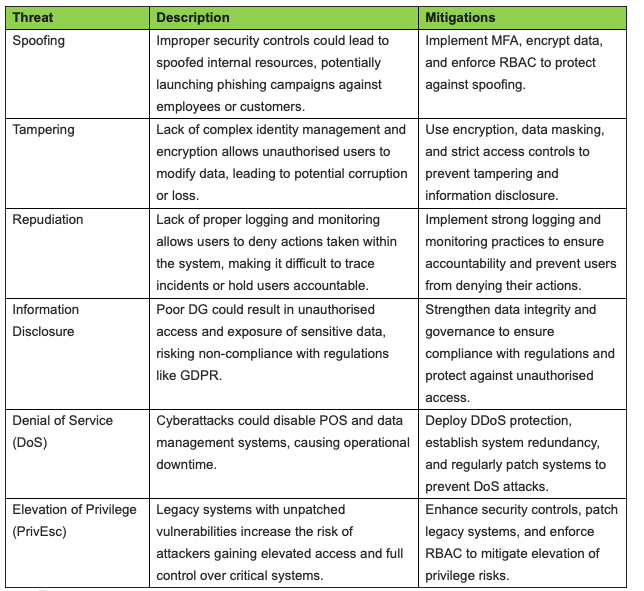 Threat Description Mitigations
Spoofing
Improper security controls could lead to
spoofed internal resources, potentially
launching phishing campaigns against
employees or customers.
Implement MFA, encrypt data,
and enforce RBAC to protect
against spoofing.
Tampering
Lack of complex identity management and
encryption allows unauthorised users to
modify data, leading to potential corruption
or loss.
Use encryption, data masking,
and strict access controls to
prevent tampering and
information disclosure.
Repudiation
Lack of proper logging and monitoring
allows users to deny actions taken within
the system, making it difficult to trace
incidents or hold users accountable.
Implement strong logging and
monitoring practices to ensure
accountability and prevent users
from denying their actions.
Information
Disclosure
Poor DG could result in unauthorised
access and exposure of sensitive data,
risking non-compliance with regulations
like GDPR.
Strengthen data integrity and
governance to ensure
compliance with regulations and
protect against unauthorised
access.
Denial of Service
(DoS)
Cyberattacks could disable POS and data
management systems, causing operational
downtime.
Deploy DDoS protection,
establish system redundancy,
and regularly patch systems to
prevent DoS attacks.
Elevation of Privilege
(PrivEsc)
Legacy systems with unpatched
vulnerabilities increase the risk of
attackers gaining elevated access and full
control over critical systems.
Enhance security controls, patch
legacy systems, and enforce
RBAC to mitigate elevation of
privilege risks.